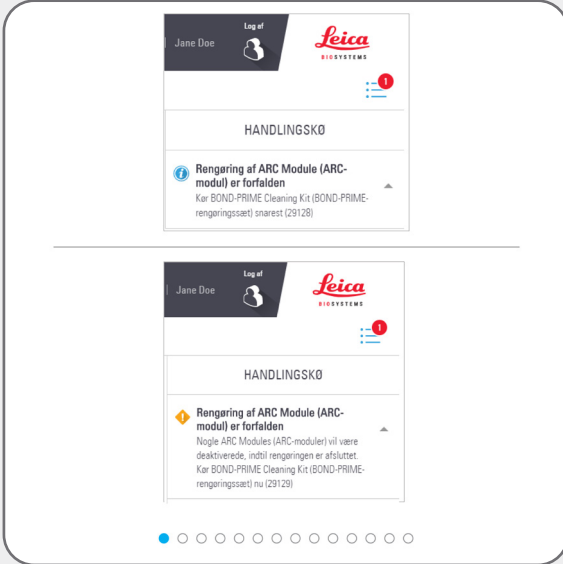 Log af
Jane Doe
Leica
BIOSYSTEMS
1
HANDLINGSKØ
Rengøring af ARC Module (ARC-
modul) er forfalden
Kør BOND-PRIME Cleaning Kit (BOND-PRIME-
rengøringssæt) snarest (29128)
Log af
Jane Doe
Leica
BIOSYSTEMS
1
HANDLINGSKØ
Rengøring af ARC Module (ARC-
modul) er forfalden
Nogle ARC Modules (ARC-moduler) vil være
deaktiverede, indtil rengøringen er afsluttet.
Kør BOND-PRIME Cleaning Kit (BOND-PRIME-
rengøringssæt) nu (29129)